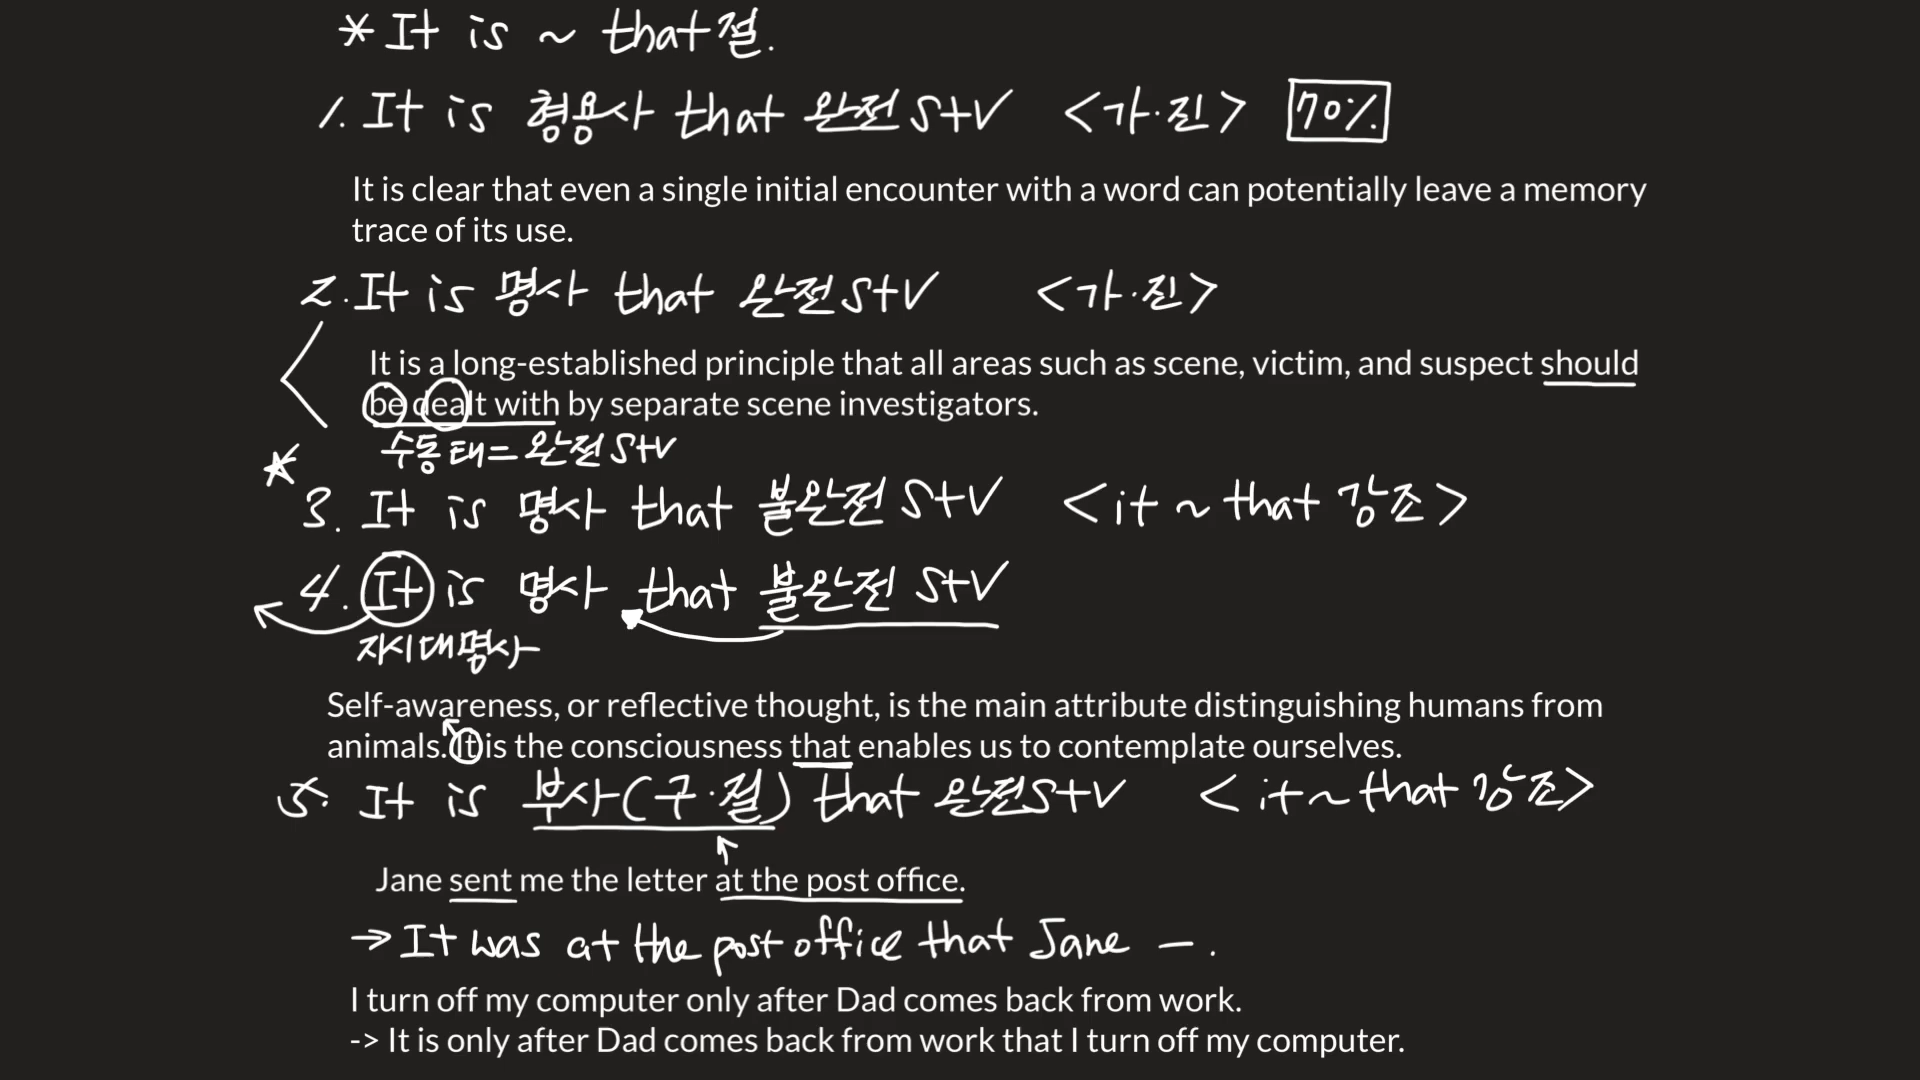 *It is ~ that절.
1. It is 형용사 that 완전 S+V <가·진> 70%
It is clear that even a single initial encounter with a word can potentially leave a memory
trace of its use.
2. It is 명사 that 완전 S+V <가·진>
It is a long-established principle that all areas such as scene, victim, and suspect should
be dealt with by separate scene investigators.
수동태 = 완전 S+V
3. It is 명사 that 불완전 S+V <it ~ that 강조>
4. It is 명사 that 불완전 S+V
지시대명사
Self-awareness, or reflective thought, is the main attribute distinguishing humans from
animals. It is the consciousness that enables us to contemplate ourselves.
5. It is 부사(구·절) that 완전 S+V <it ~ that 강조>
Jane sent me the letter at the post office.
→ It was at the post office that Jane — .
I turn off my computer only after Dad comes back from work.
-> It is only after Dad comes back from work that I turn off my computer.